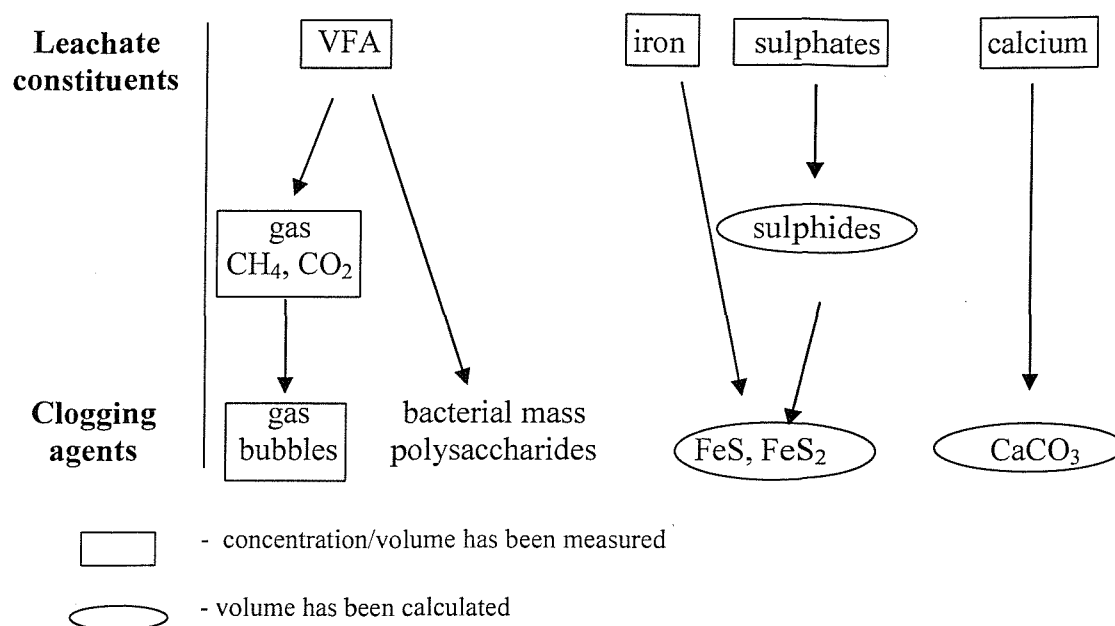 Leachate
constituents
VFA
iron
sulphates
calcium
gas
CH₄, CO₂
sulphides
Clogging
agents
gas
bubbles
bacterial mass
polysaccharides
FeS, FeS₂
CaCO₃
- concentration/volume has been measured
- volume has been calculated